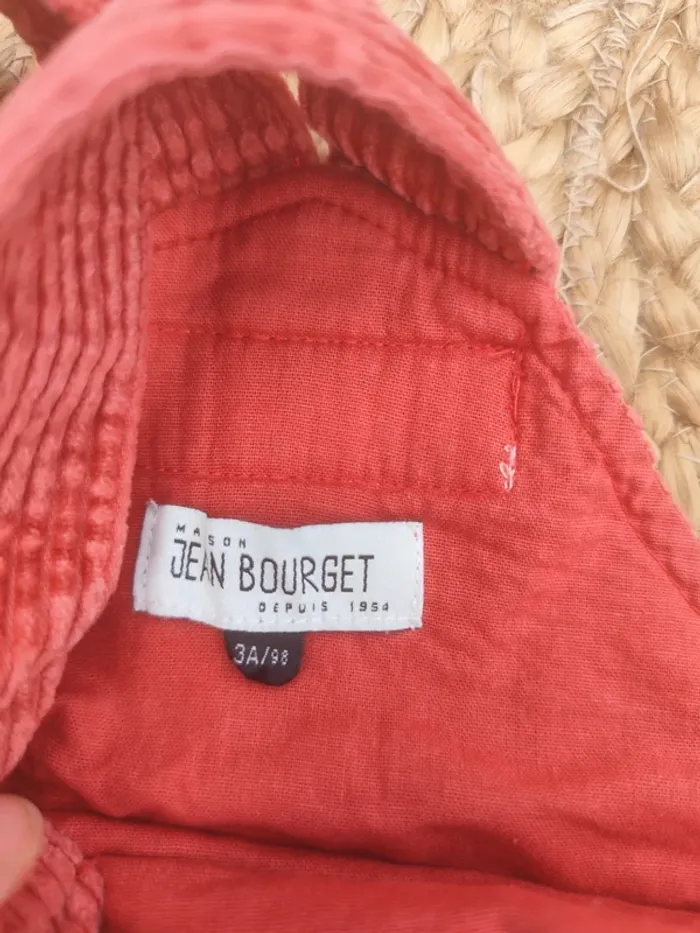 MAISON
JEAN BOURGET
DEPUIS 1954
3A/98